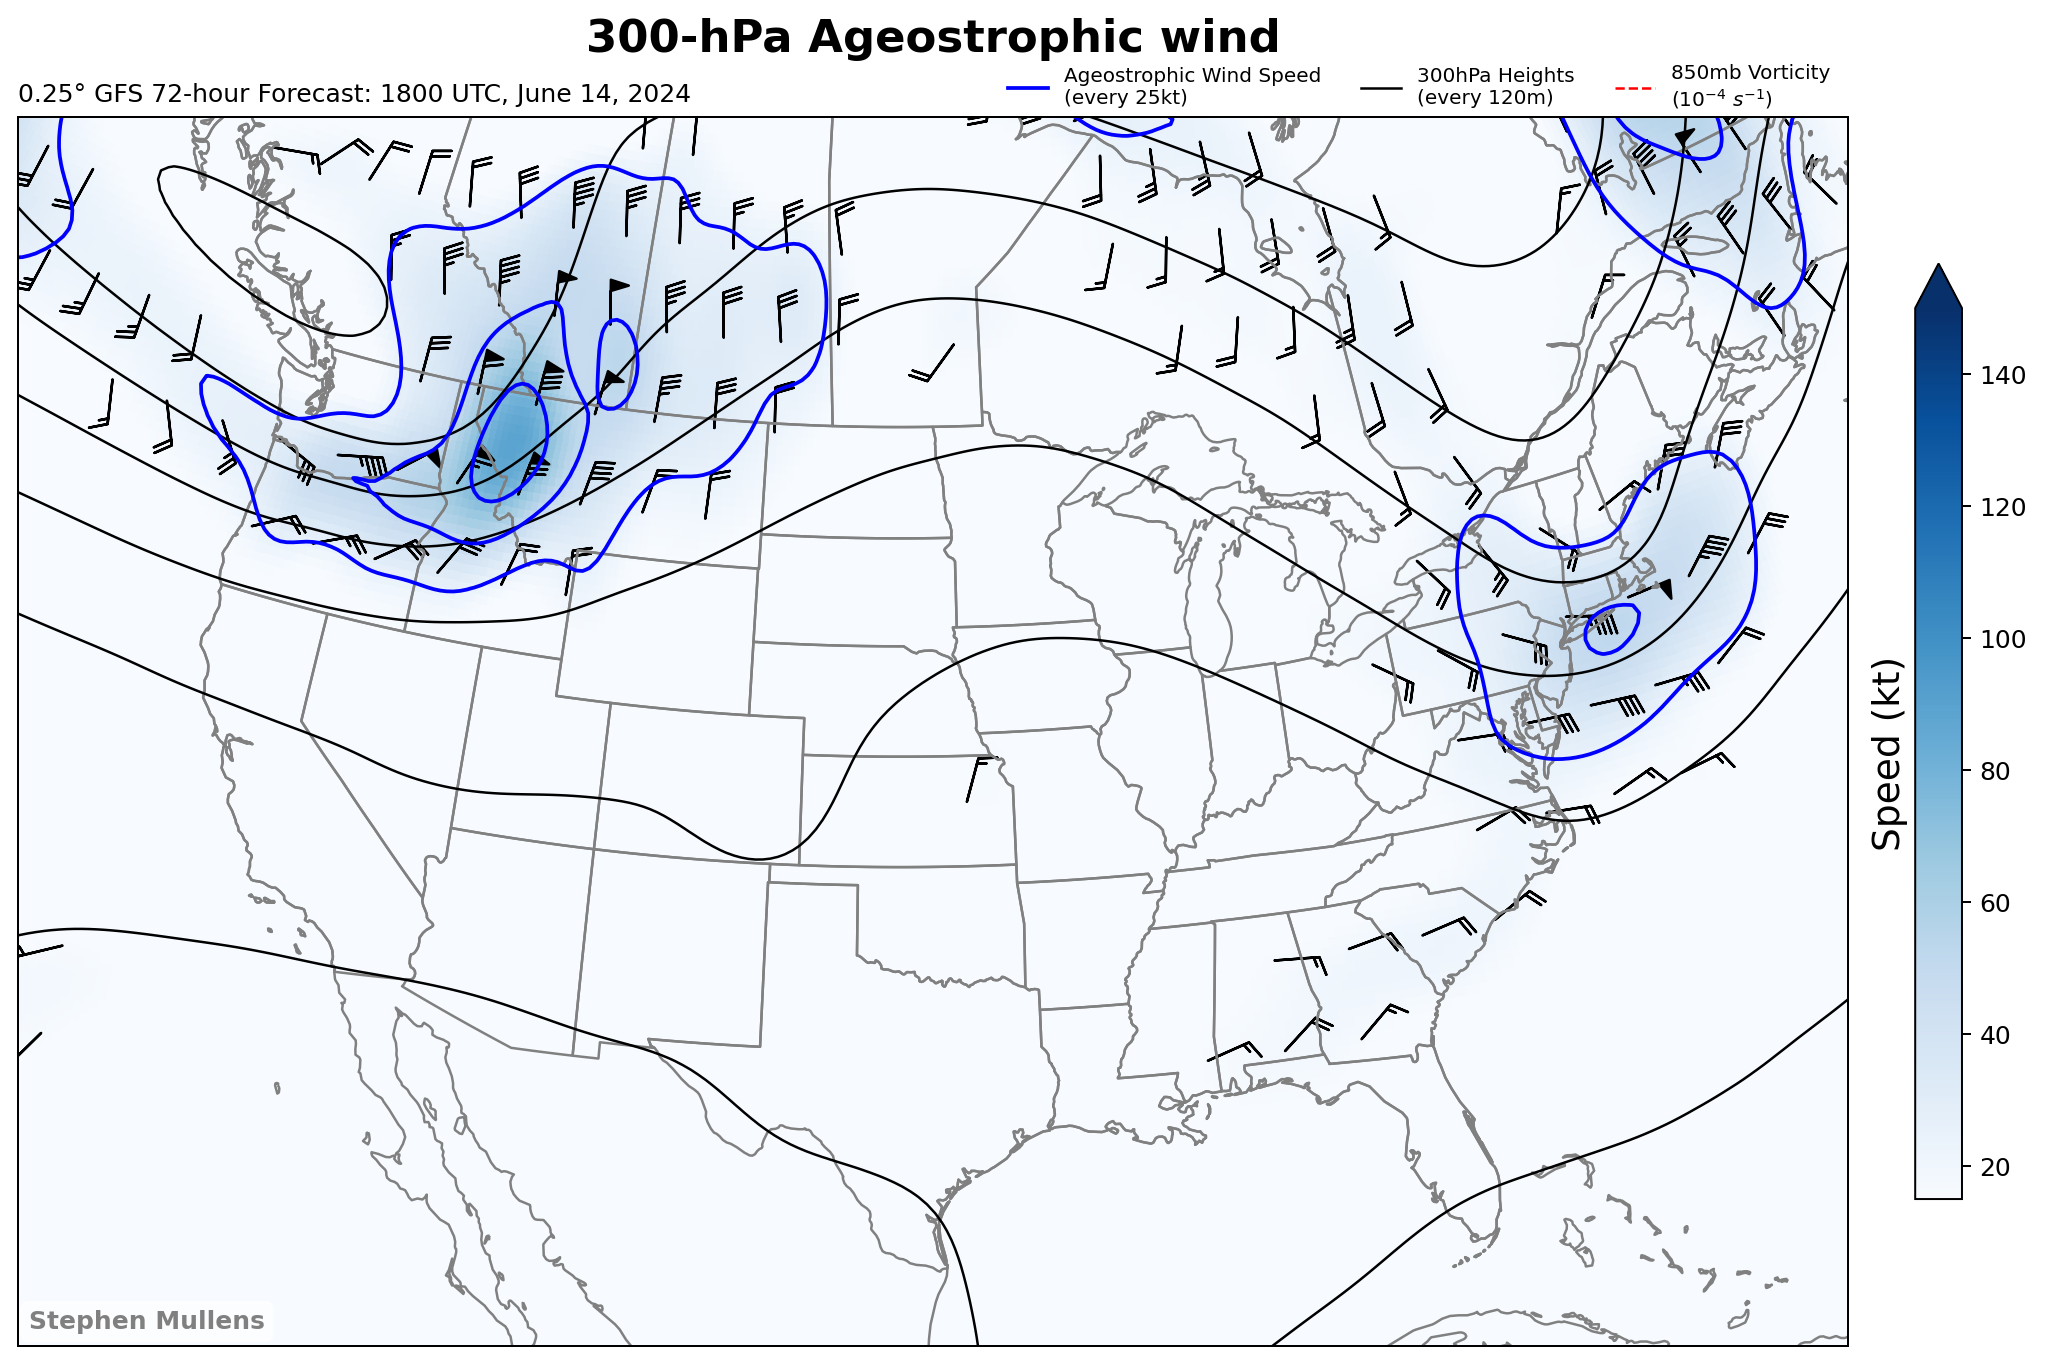 300-hPa Ageostrophic wind
0.25° GFS 72-hour Forecast: 1800 UTC, June 14, 2024
Ageostrophic Wind Speed
(every 25kt)
300hPa Heights
(every 120m)
850mb Vorticity
(10⁻⁴ s⁻¹)
140
120
100
80
60
40
20
Speed (kt)
Stephen Mullens